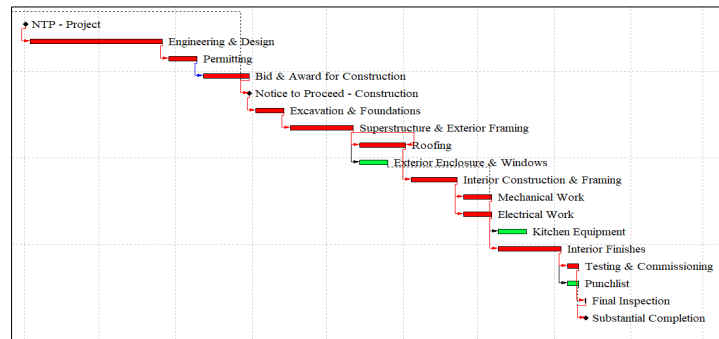 NTP - Project
Engineering & Design
Permitting
Bid & Award for Construction
Notice to Proceed - Construction
Excavation & Foundations
Superstructure & Exterior Framing
Roofing
Exterior Enclosure & Windows
Interior Construction & Framing
Mechanical Work
Electrical Work
Kitchen Equipment
Interior Finishes
Testing & Commissioning
Punchlist
Final Inspection
Substantial Completion